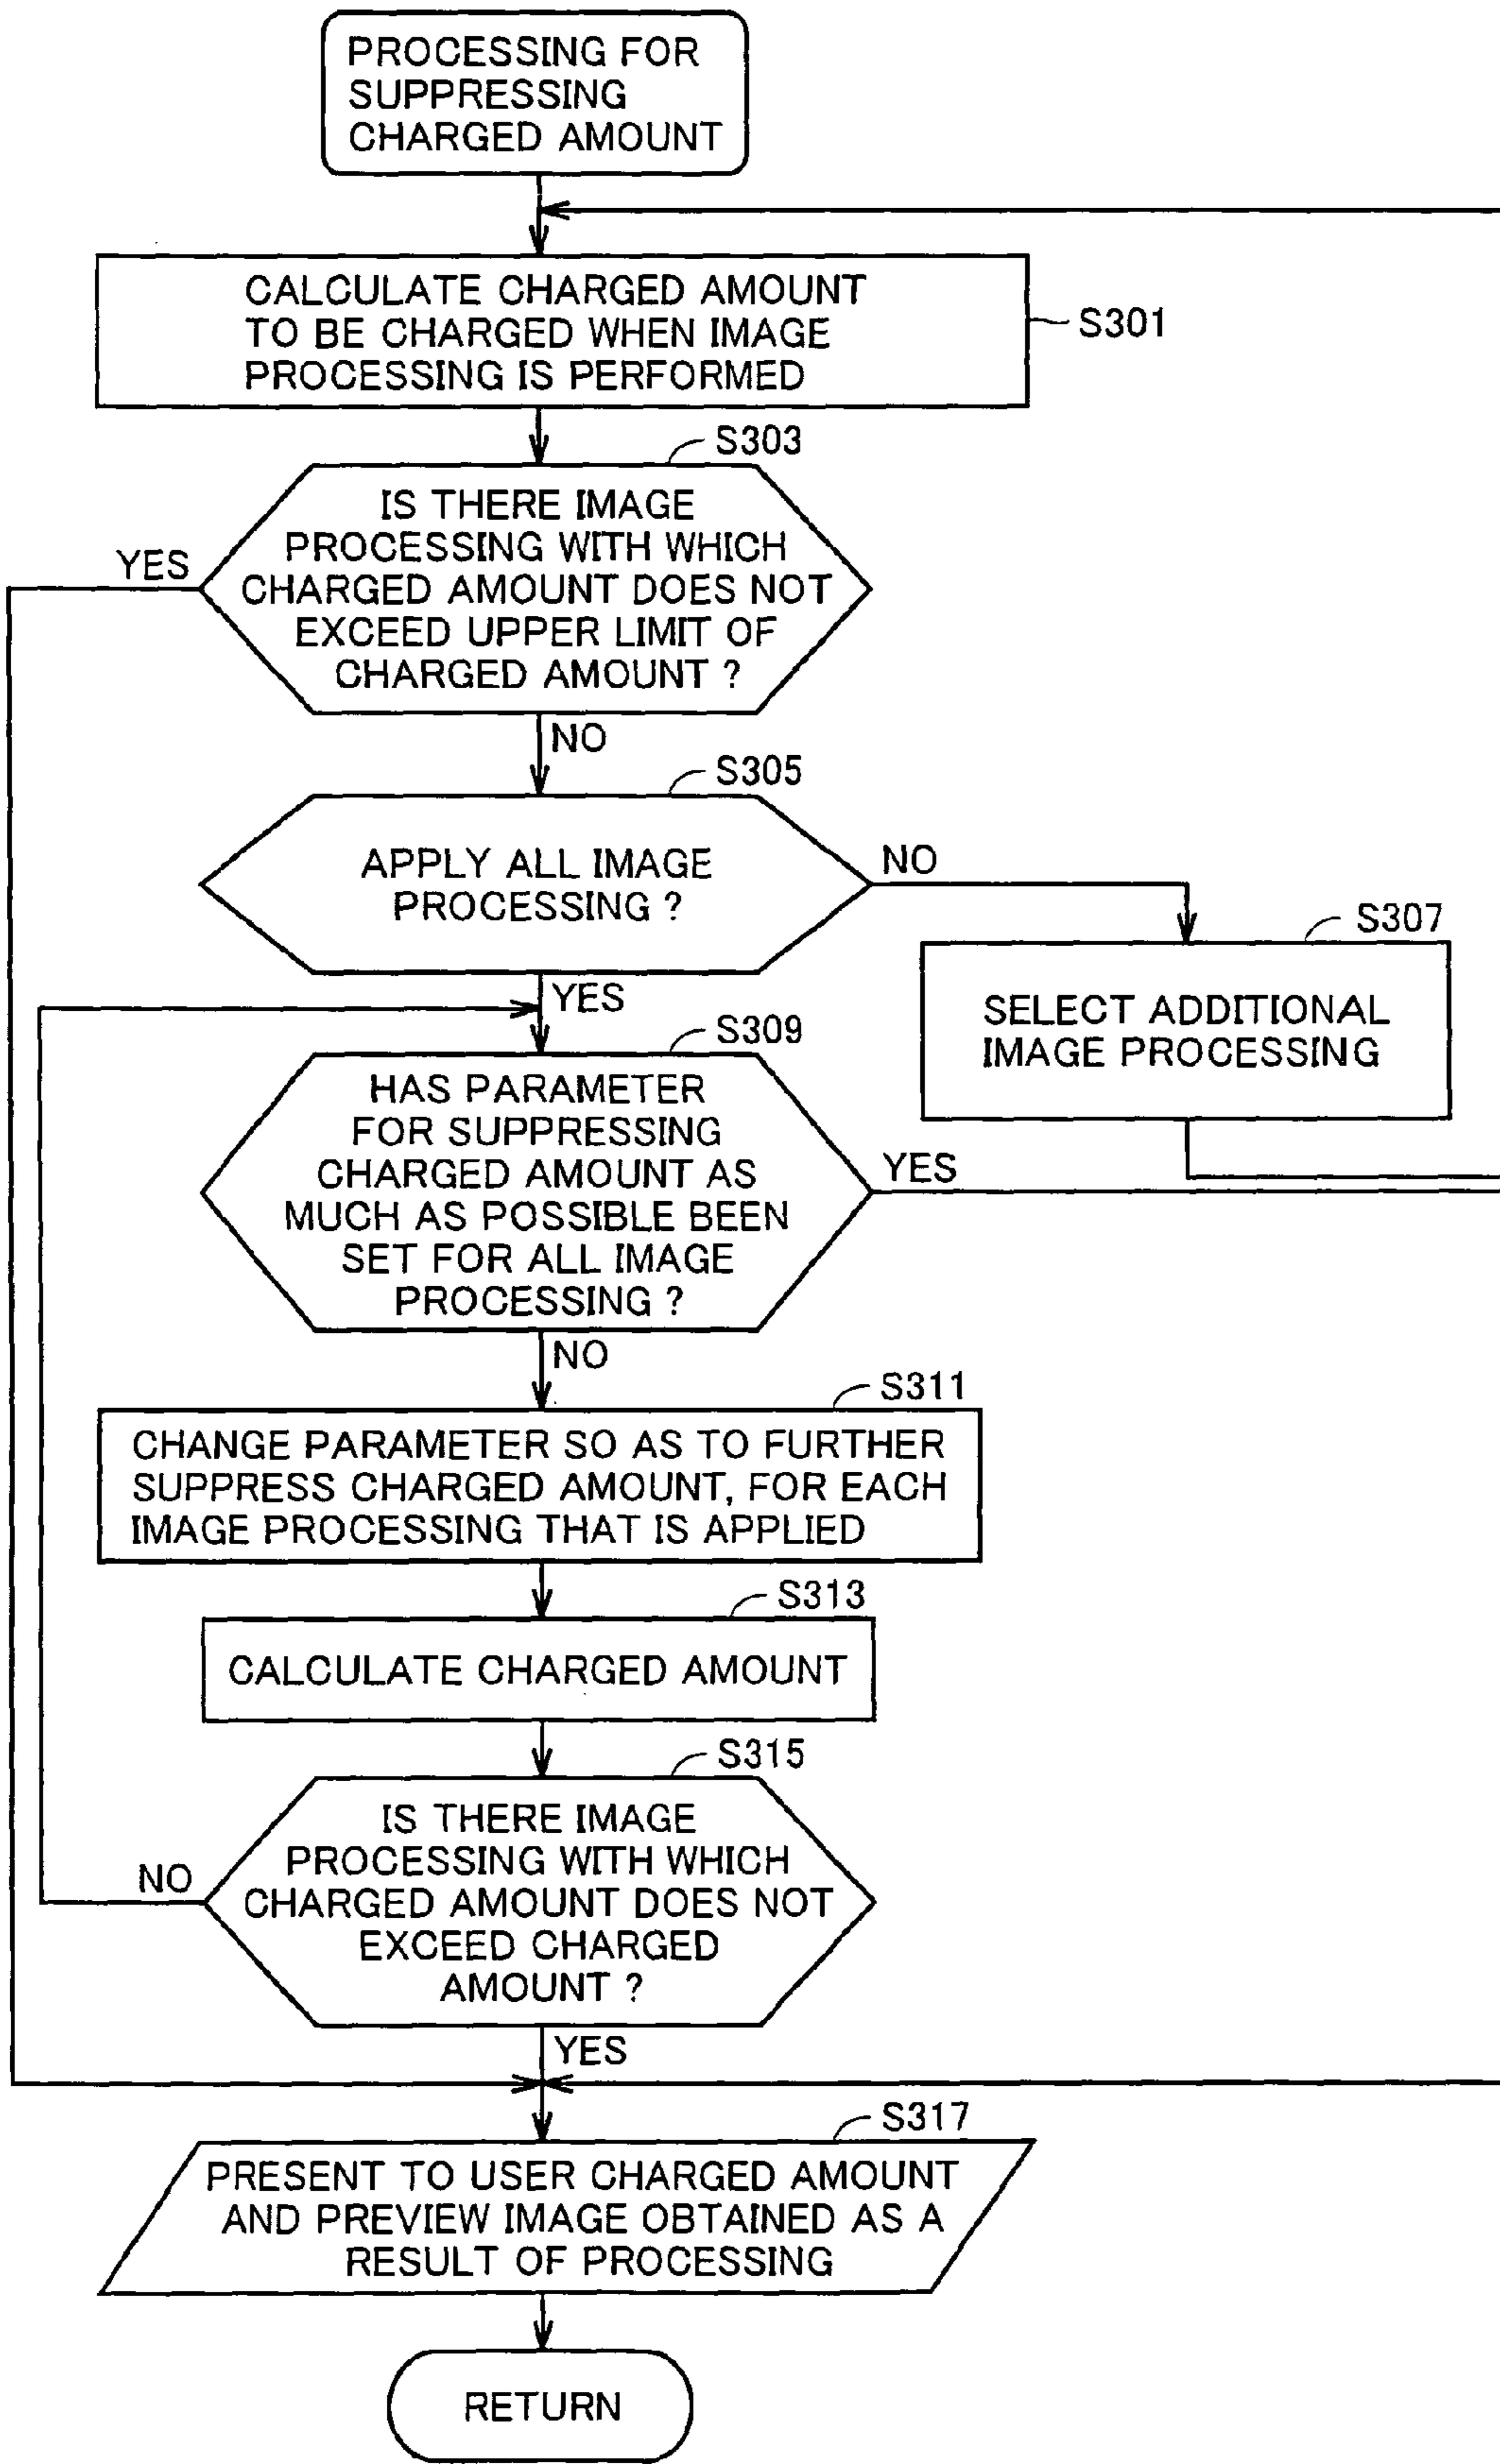 PROCESSING FOR
SUPPRESSING
CHARGED AMOUNT
CALCULATE CHARGED AMOUNT
TO BE CHARGED WHEN IMAGE
PROCESSING IS PERFORMED
S301
S303
IS THERE IMAGE
PROCESSING WITH WHICH
CHARGED AMOUNT DOES NOT
EXCEED UPPER LIMIT OF
CHARGED AMOUNT ?
YES
NO
S305
APPLY ALL IMAGE
PROCESSING ?
NO
S307
SELECT ADDITIONAL
IMAGE PROCESSING
YES
S309
HAS PARAMETER
FOR SUPPRESSING
CHARGED AMOUNT AS
MUCH AS POSSIBLE BEEN
SET FOR ALL IMAGE
PROCESSING ?
YES
NO
S311
CHANGE PARAMETER SO AS TO FURTHER
SUPPRESS CHARGED AMOUNT, FOR EACH
IMAGE PROCESSING THAT IS APPLIED
S313
CALCULATE CHARGED AMOUNT
S315
IS THERE IMAGE
PROCESSING WITH WHICH
CHARGED AMOUNT DOES NOT
EXCEED CHARGED
AMOUNT ?
NO
YES
S317
PRESENT TO USER CHARGED AMOUNT
AND PREVIEW IMAGE OBTAINED AS A
RESULT OF PROCESSING
RETURN